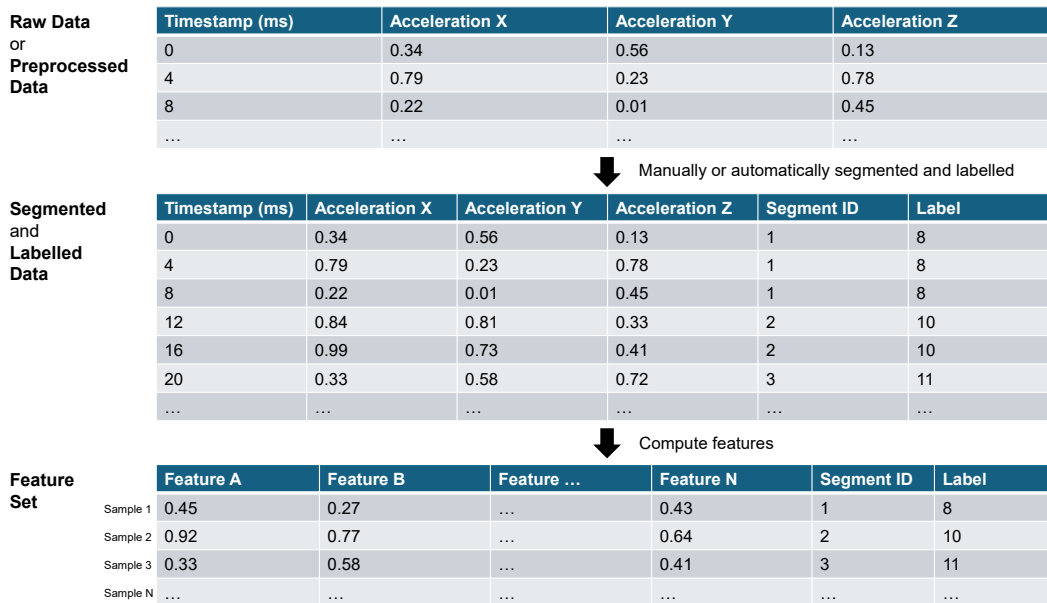 Raw Data
or
Preprocessed
Data
Timestamp (ms) Acceleration X Acceleration Y Acceleration Z
0 0.34 0.56 0.13
4 0.79 0.23 0.78
8 0.22 0.01 0.45
… … … …
Manually or automatically segmented and labelled
Segmented
and
Labelled
Data
Timestamp (ms) Acceleration X Acceleration Y Acceleration Z Segment ID Label
0 0.34 0.56 0.13 1 8
4 0.79 0.23 0.78 1 8
8 0.22 0.01 0.45 1 8
12 0.84 0.81 0.33 2 10
16 0.99 0.73 0.41 2 10
20 0.33 0.58 0.72 3 11
… … … … … …
Compute features
Feature
Set
Feature A Feature B Feature … Feature N Segment ID Label
Sample 1 0.45 0.27 … 0.43 1 8
Sample 2 0.92 0.77 … 0.64 2 10
Sample 3 0.33 0.58 … 0.41 3 11
Sample N … … … … … …